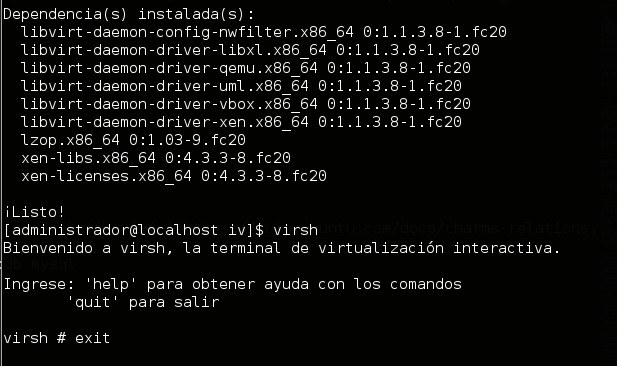 Dependencia(s) instalada(s):
libvirt-daemon-config-nwfilter.x86_64 0:1.1.3.8-1.fc20
libvirt-daemon-driver-libxl.x86_64 0:1.1.3.8-1.fc20
libvirt-daemon-driver-qemu.x86_64 0:1.1.3.8-1.fc20
libvirt-daemon-driver-uml.x86_64 0:1.1.3.8-1.fc20
libvirt-daemon-driver-vbox.x86_64 0:1.1.3.8-1.fc20
libvirt-daemon-driver-xen.x86_64 0:1.1.3.8-1.fc20
lzop.x86_64 0:1.03-9.fc20
xen-libs.x86_64 0:4.3.3-8.fc20
xen-licenses.x86_64 0:4.3.3-8.fc20
¡Listo!
[administrador@localhost iv]$ virsh
Bienvenido a virsh, la terminal de virtualización interactiva.
Ingrese: 'help' para obtener ayuda con los comandos
'quit' para salir
virsh # exit